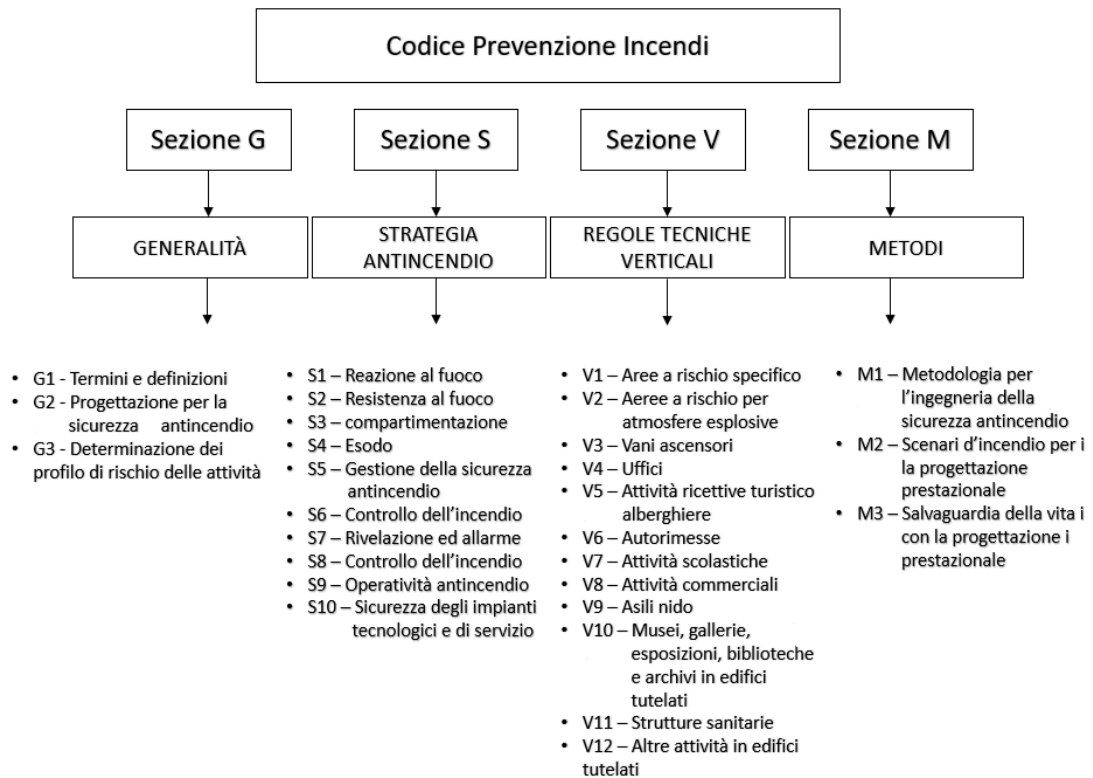 Codice Prevenzione Incendi
Sezione G
Sezione S
Sezione V
Sezione M
GENERALITÀ
STRATEGIA
ANTINCENDIO
REGOLE TECNICHE
VERTICALI
METODI
• G1 - Termini e definizioni
• G2 - Progettazione per la
sicurezza antincendio
• G3 - Determinazione dei
profilo di rischio delle attività
• S1 – Reazione al fuoco
• S2 – Resistenza al fuoco
• S3 – compartimentazione
• S4 – Esodo
• S5 – Gestione della sicurezza
antincendio
• S6 – Controllo dell'incendio
• S7 – Rivelazione ed allarme
• S8 – Controllo dell'incendio
• S9 – Operatività antincendio
• S10 – Sicurezza degli impianti
tecnologici e di servizio
• V1 – Aree a rischio specifico
• V2 – Aeree a rischio per
atmosfere esplosive
• V3 – Vani ascensori
• V4 – Uffici
• V5 – Attività ricettive turistico
alberghiere
• V6 – Autorimesse
• V7 – Attività scolastiche
• V8 – Attività commerciali
• V9 – Asili nido
• V10 – Musei, gallerie,
esposizioni, biblioteche
e archivi in edifici
tutelati
• V11 – Strutture sanitarie
• V12 – Altre attività in edifici
tutelati
• M1 – Metodologia per
l'ingegneria della
sicurezza antincendio
• M2 – Scenari d'incendio per i
la progettazione
prestazionale
• M3 – Salvaguardia della vita i
con la progettazione i
prestazionale